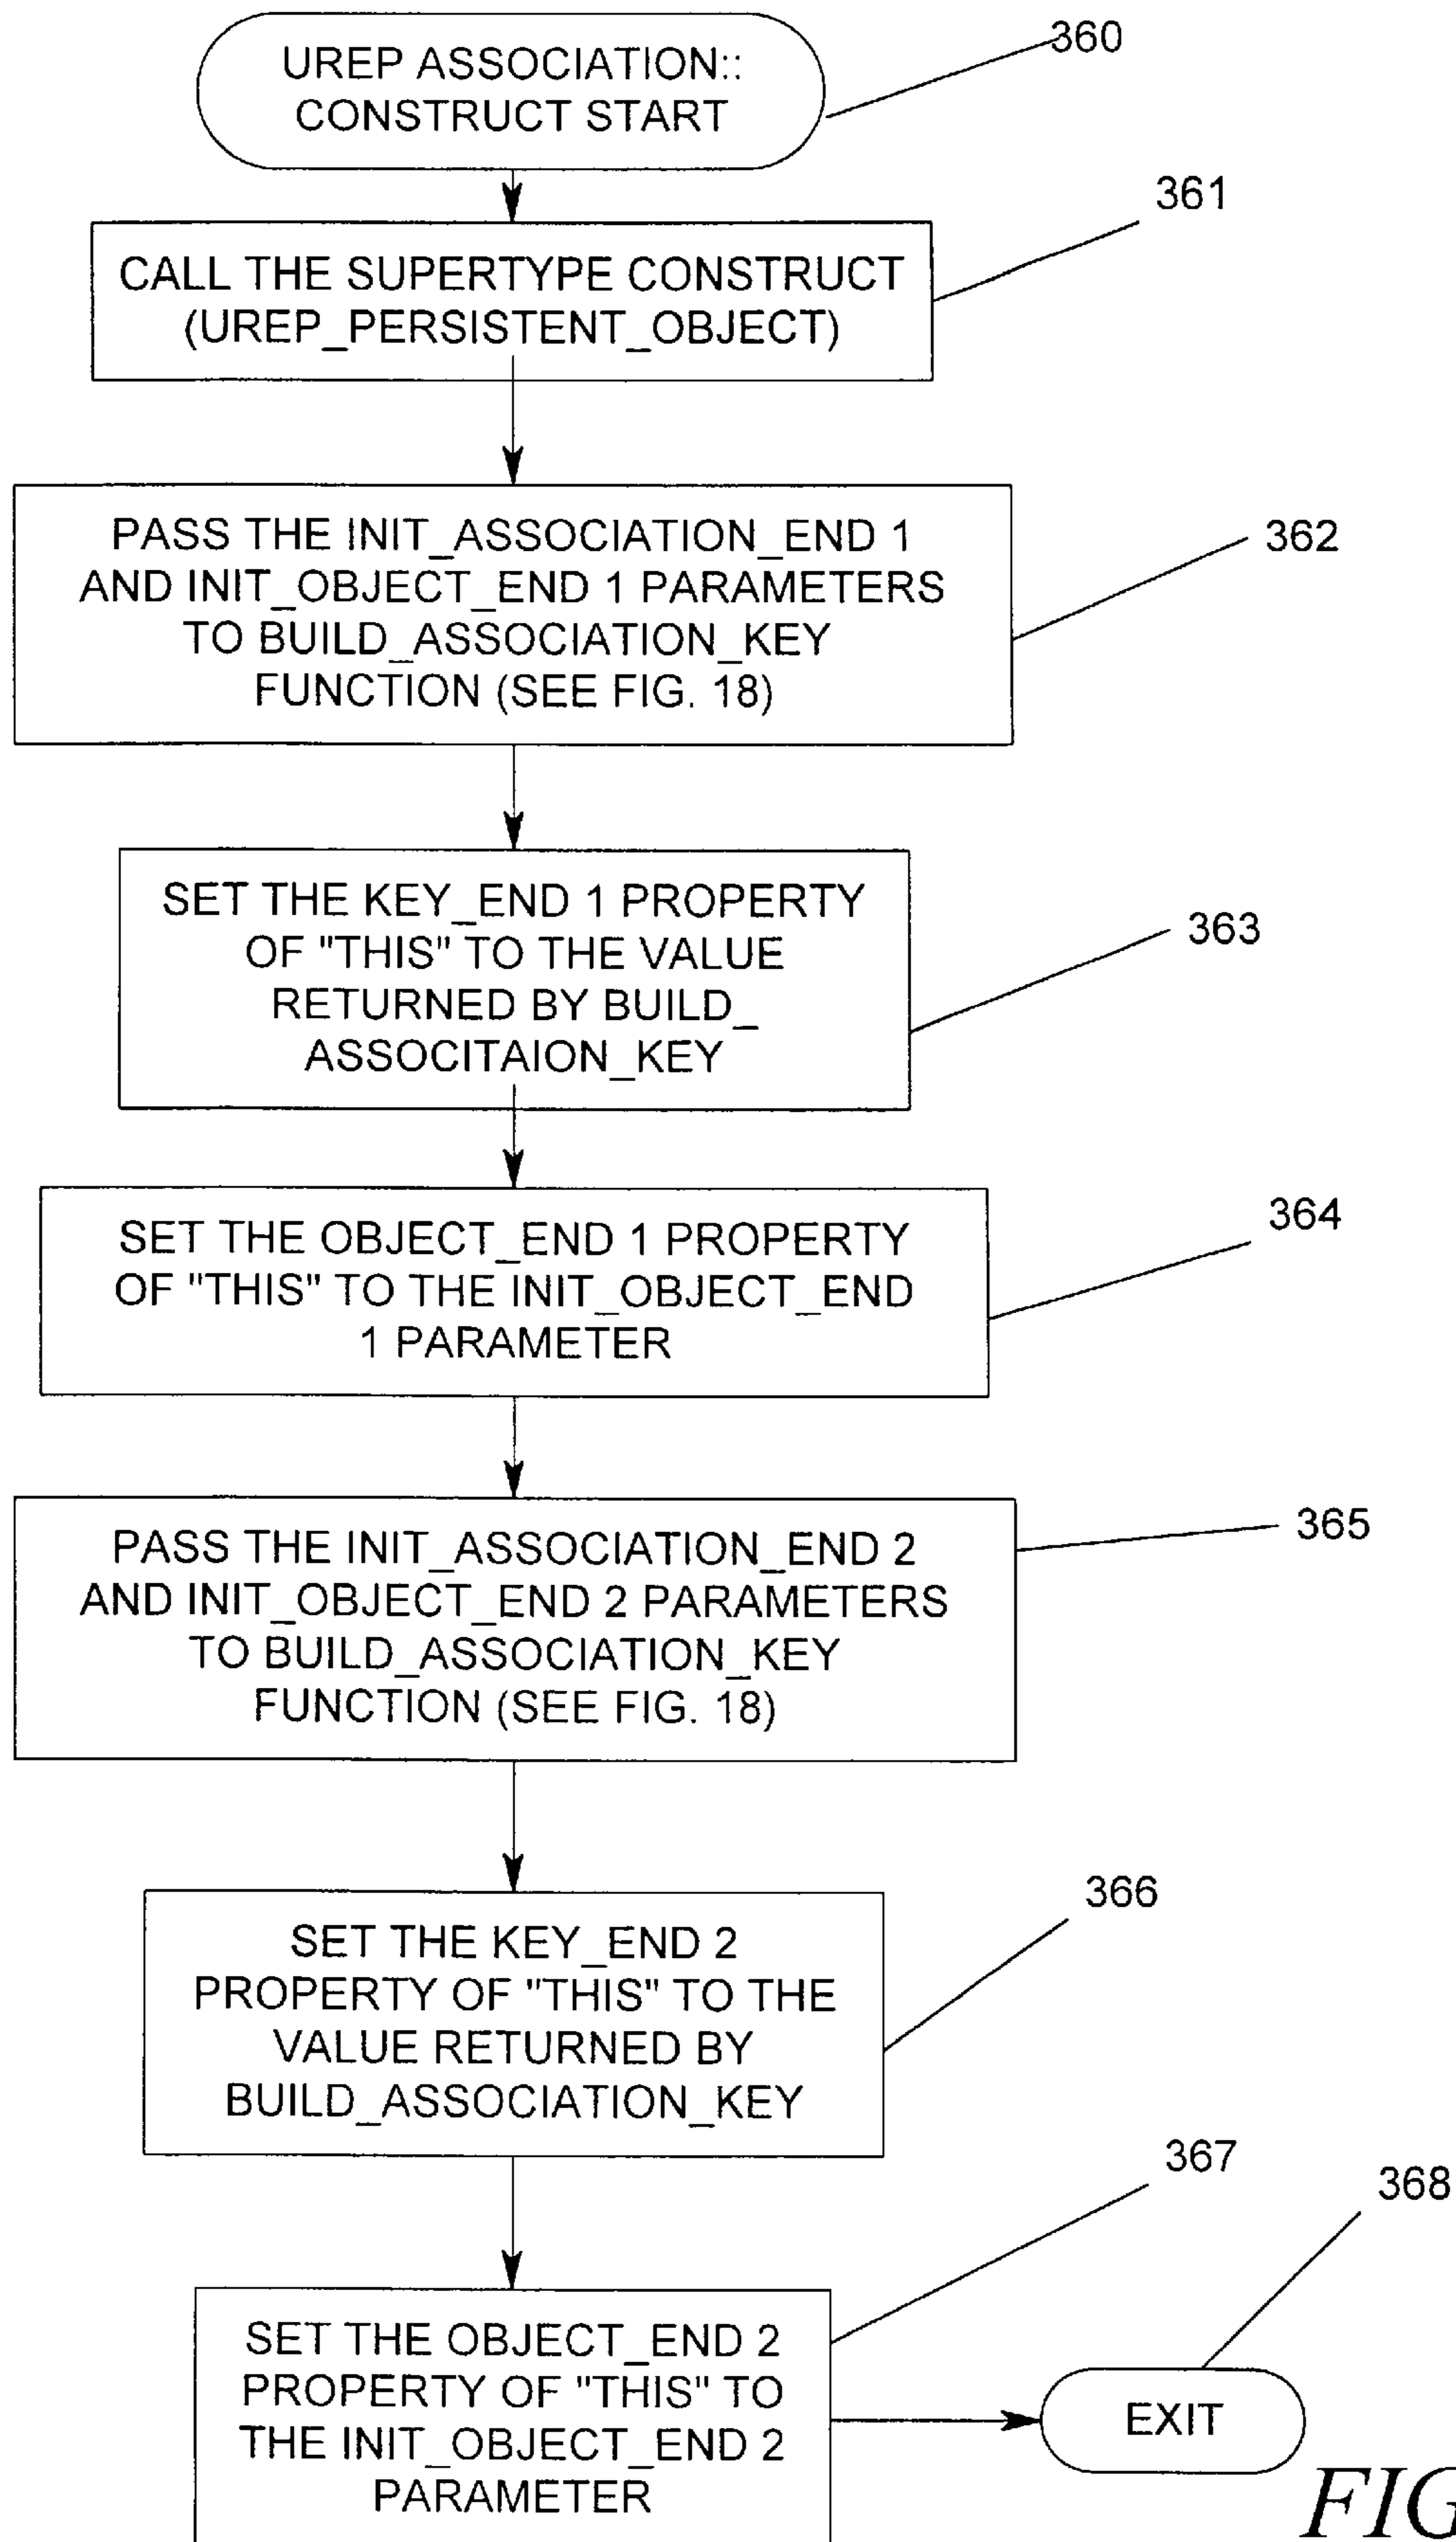 UREP ASSOCIATION::
CONSTRUCT START
360
361
CALL THE SUPERTYPE CONSTRUCT
(UREP_PERSISTENT_OBJECT)
PASS THE INIT_ASSOCIATION_END 1
AND INIT_OBJECT_END 1 PARAMETERS
TO BUILD_ASSOCIATION_KEY
FUNCTION (SEE FIG. 18)
362
SET THE KEY_END 1 PROPERTY
OF "THIS" TO THE VALUE
RETURNED BY BUILD_
ASSOCITAION_KEY
363
SET THE OBJECT_END 1 PROPERTY
OF "THIS" TO THE INIT_OBJECT_END
1 PARAMETER
364
PASS THE INIT_ASSOCIATION_END 2
AND INIT_OBJECT_END 2 PARAMETERS
TO BUILD_ASSOCIATION_KEY
FUNCTION (SEE FIG. 18)
365
SET THE KEY_END 2
PROPERTY OF "THIS" TO THE
VALUE RETURNED BY
BUILD_ASSOCIATION_KEY
366
SET THE OBJECT_END 2
PROPERTY OF "THIS" TO
THE INIT_OBJECT_END 2
PARAMETER
367
368
EXIT
FIG